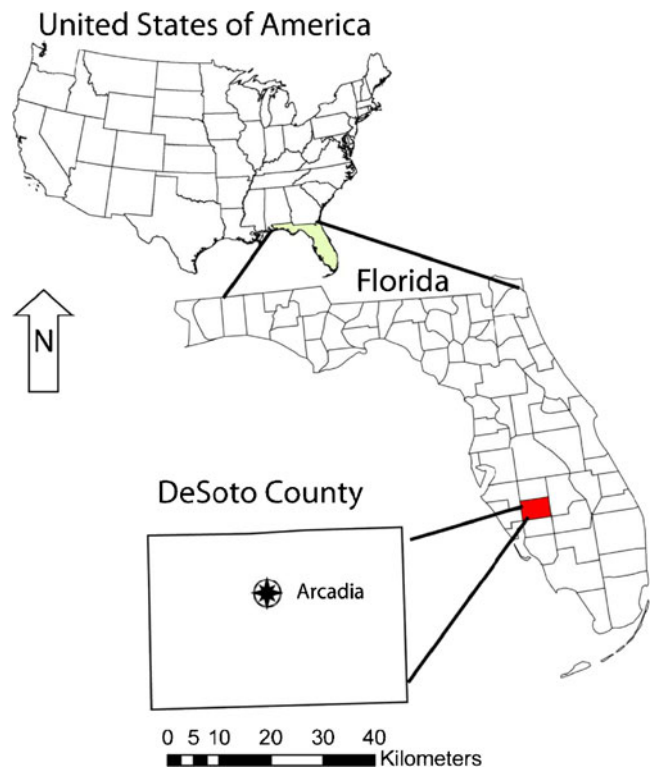 United States of America
Florida
N
DeSoto County
Arcadia
0 5 10 20 30 40
Kilometers